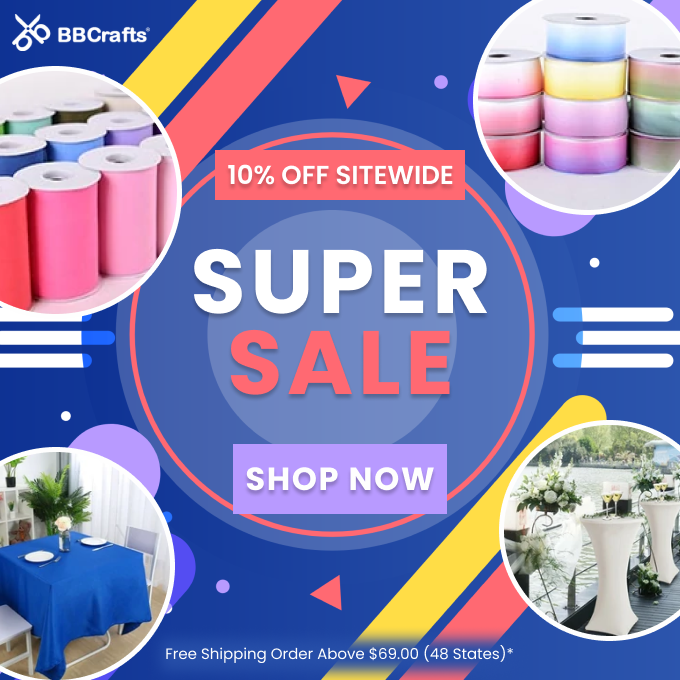 BBCrafts®
10% OFF SITEWIDE
SUPER
SALE
SHOP NOW
Free Shipping Order Above $69.00 (48 States)*